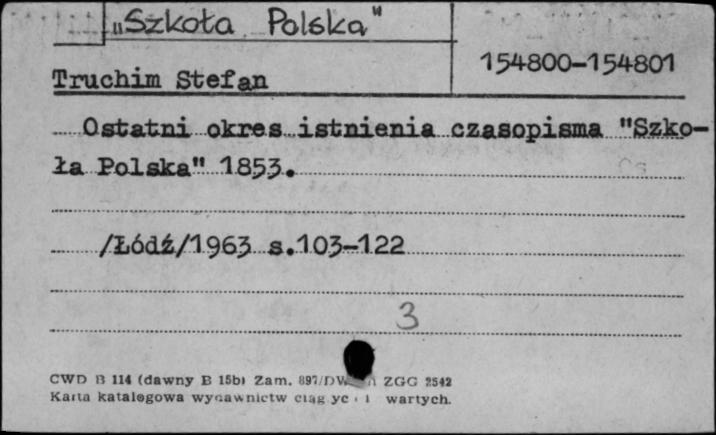 „Szkoła Polska"
154800-154801
Truchim Stefan
Ostatni okres istnienia czasopisma "Szko-
ła Polska" 1853.
/Łódź/1963 s.103-122
3
CWD B 114 (dawny B 15b) Zam. 897/DW ZGG 2542
Karta katalogowa wydawnictw ciąg wartych.